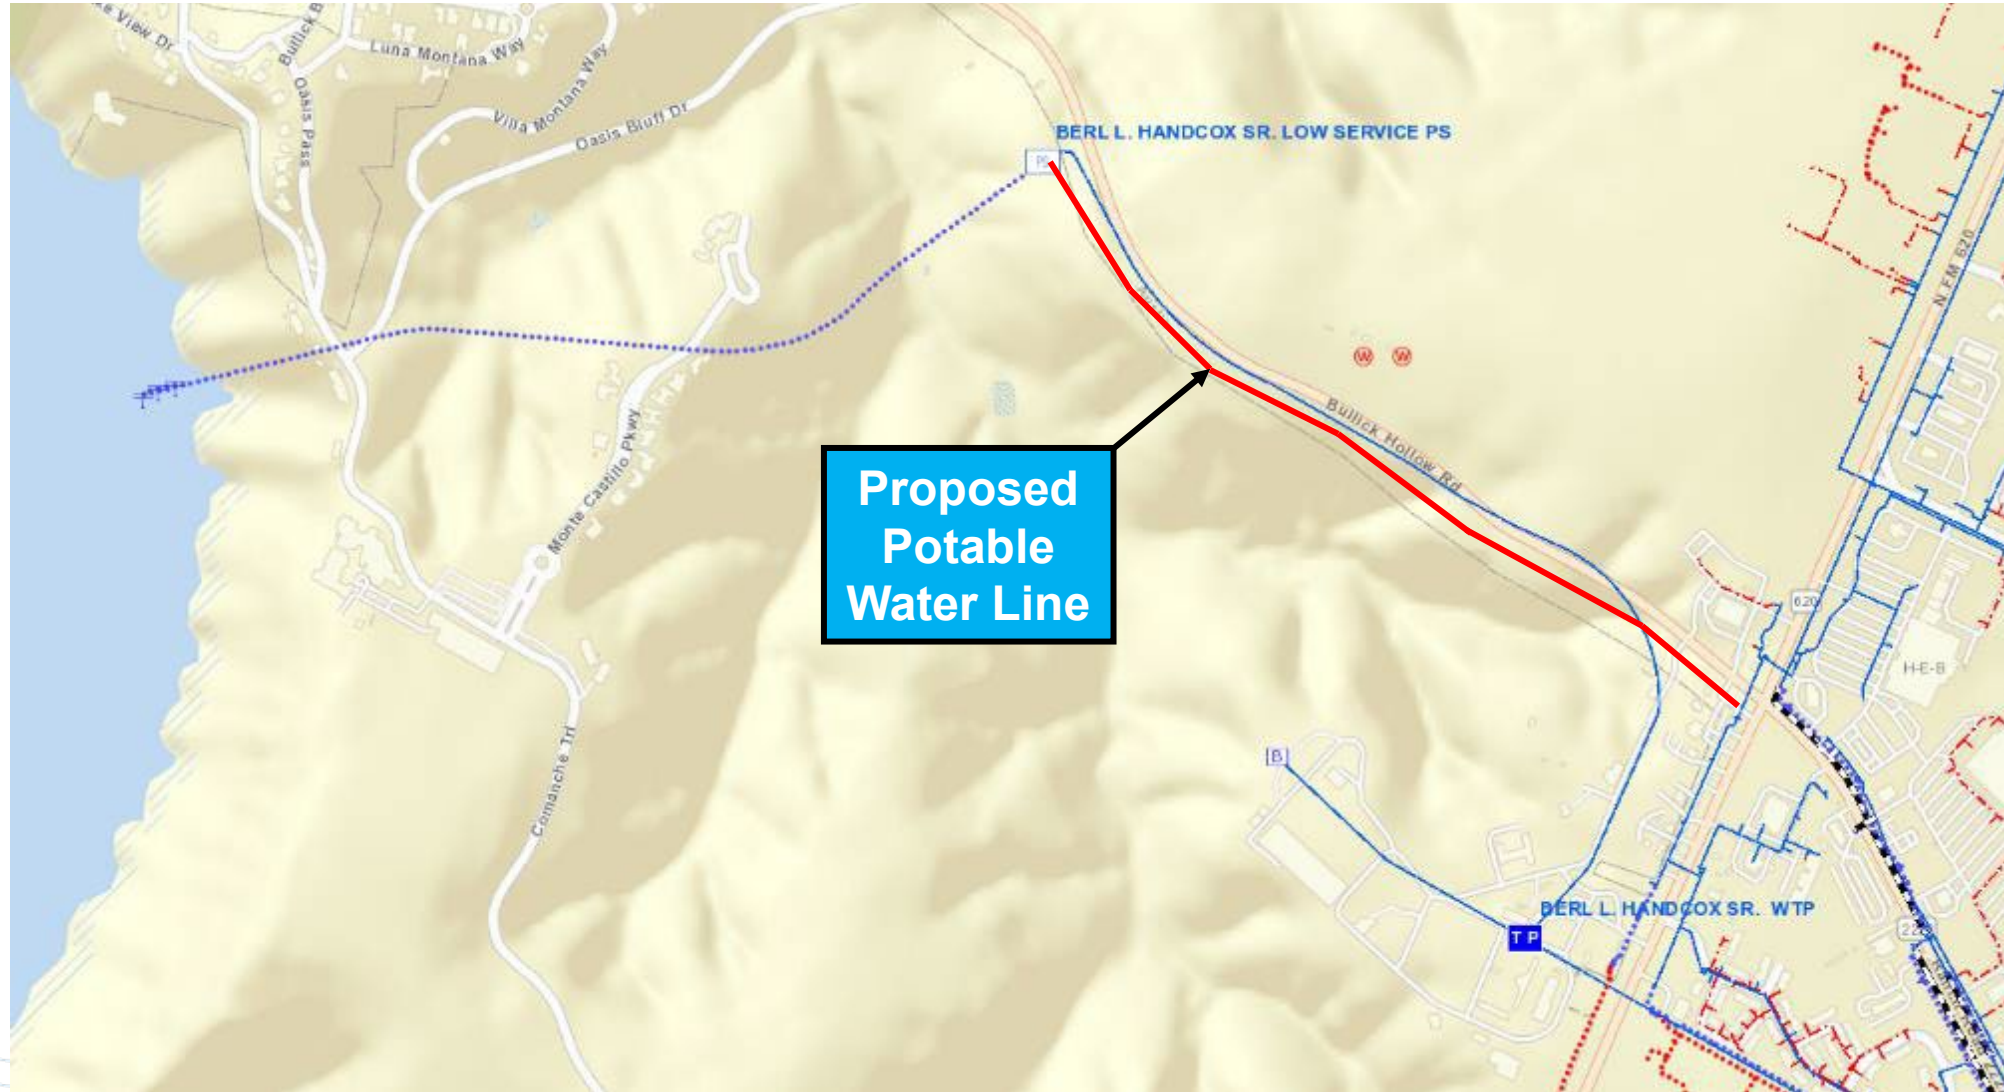 View Dr
Luna Montana Way
Oasis Pass
Villa Montana Way
Oasis Bluff Dr
BERL L. HANDCOX SR. LOW SERVICE PS
PS
N FM 620
W W
Bullick Hollow Rd
Monte Castillo Pkwy
Proposed
Potable
Water Line
620
H-E-B
Comanche Trl
[B]
BERL L. HANDCOX SR. WTP
T P